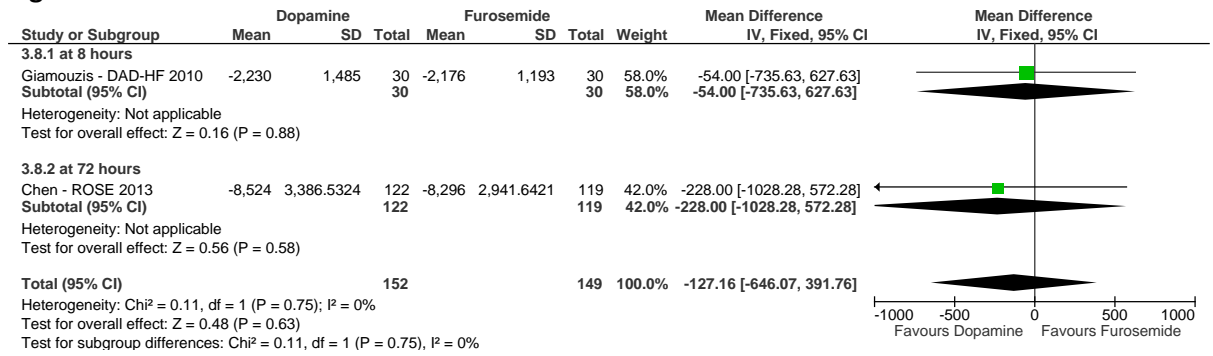 Dopamine Furosemide Mean Difference Mean Difference
Study or Subgroup Mean SD Total Mean SD Total Weight IV, Fixed, 95% CI IV, Fixed, 95% CI
3.8.1 at 8 hours
Giamouzis - DAD-HF 2010 -2,230 1,485 30 -2,176 1,193 30 58.0% -54.00 [-735.63, 627.63]
Subtotal (95% CI) 30 30 58.0% -54.00 [-735.63, 627.63]
Heterogeneity: Not applicable
Test for overall effect: Z = 0.16 (P = 0.88)
3.8.2 at 72 hours
Chen - ROSE 2013 -8,524 3,386.5324 122 -8,296 2,941.6421 119 42.0% -228.00 [-1028.28, 572.28]
Subtotal (95% CI) 122 119 42.0% -228.00 [-1028.28, 572.28]
Heterogeneity: Not applicable
Test for overall effect: Z = 0.56 (P = 0.58)
Total (95% CI) 152 149 100.0% -127.16 [-646.07, 391.76]
Heterogeneity: Chi² = 0.11, df = 1 (P = 0.75); I² = 0%
Test for overall effect: Z = 0.48 (P = 0.63)
Test for subgroup differences: Chi² = 0.11, df = 1 (P = 0.75), I² = 0%
-1000 -500 0 500 1000
Favours Dopamine Favours Furosemide